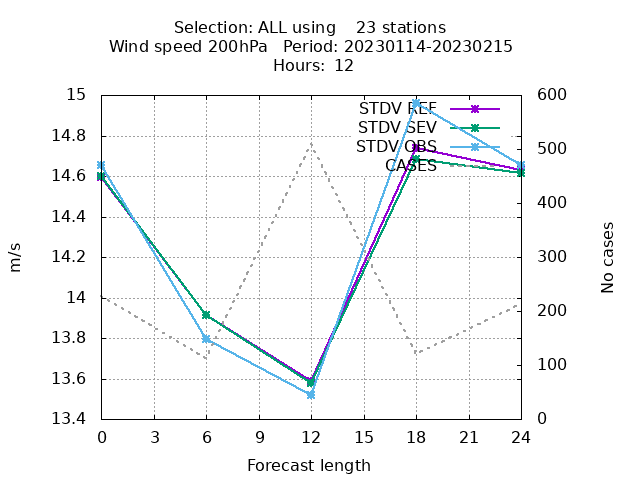 Selection: ALL using    23 stations
Wind speed 200hPa   Period: 20230114-20230215
Hours:  12
15
14.8
14.6
14.4
14.2
14
13.8
13.6
13.4
m/s
600
500
400
300
200
100
0
No cases
STDV REF
STDV SEV
STDV OBS
CASES
0 3 6 9 12 15 18 21 24
Forecast length